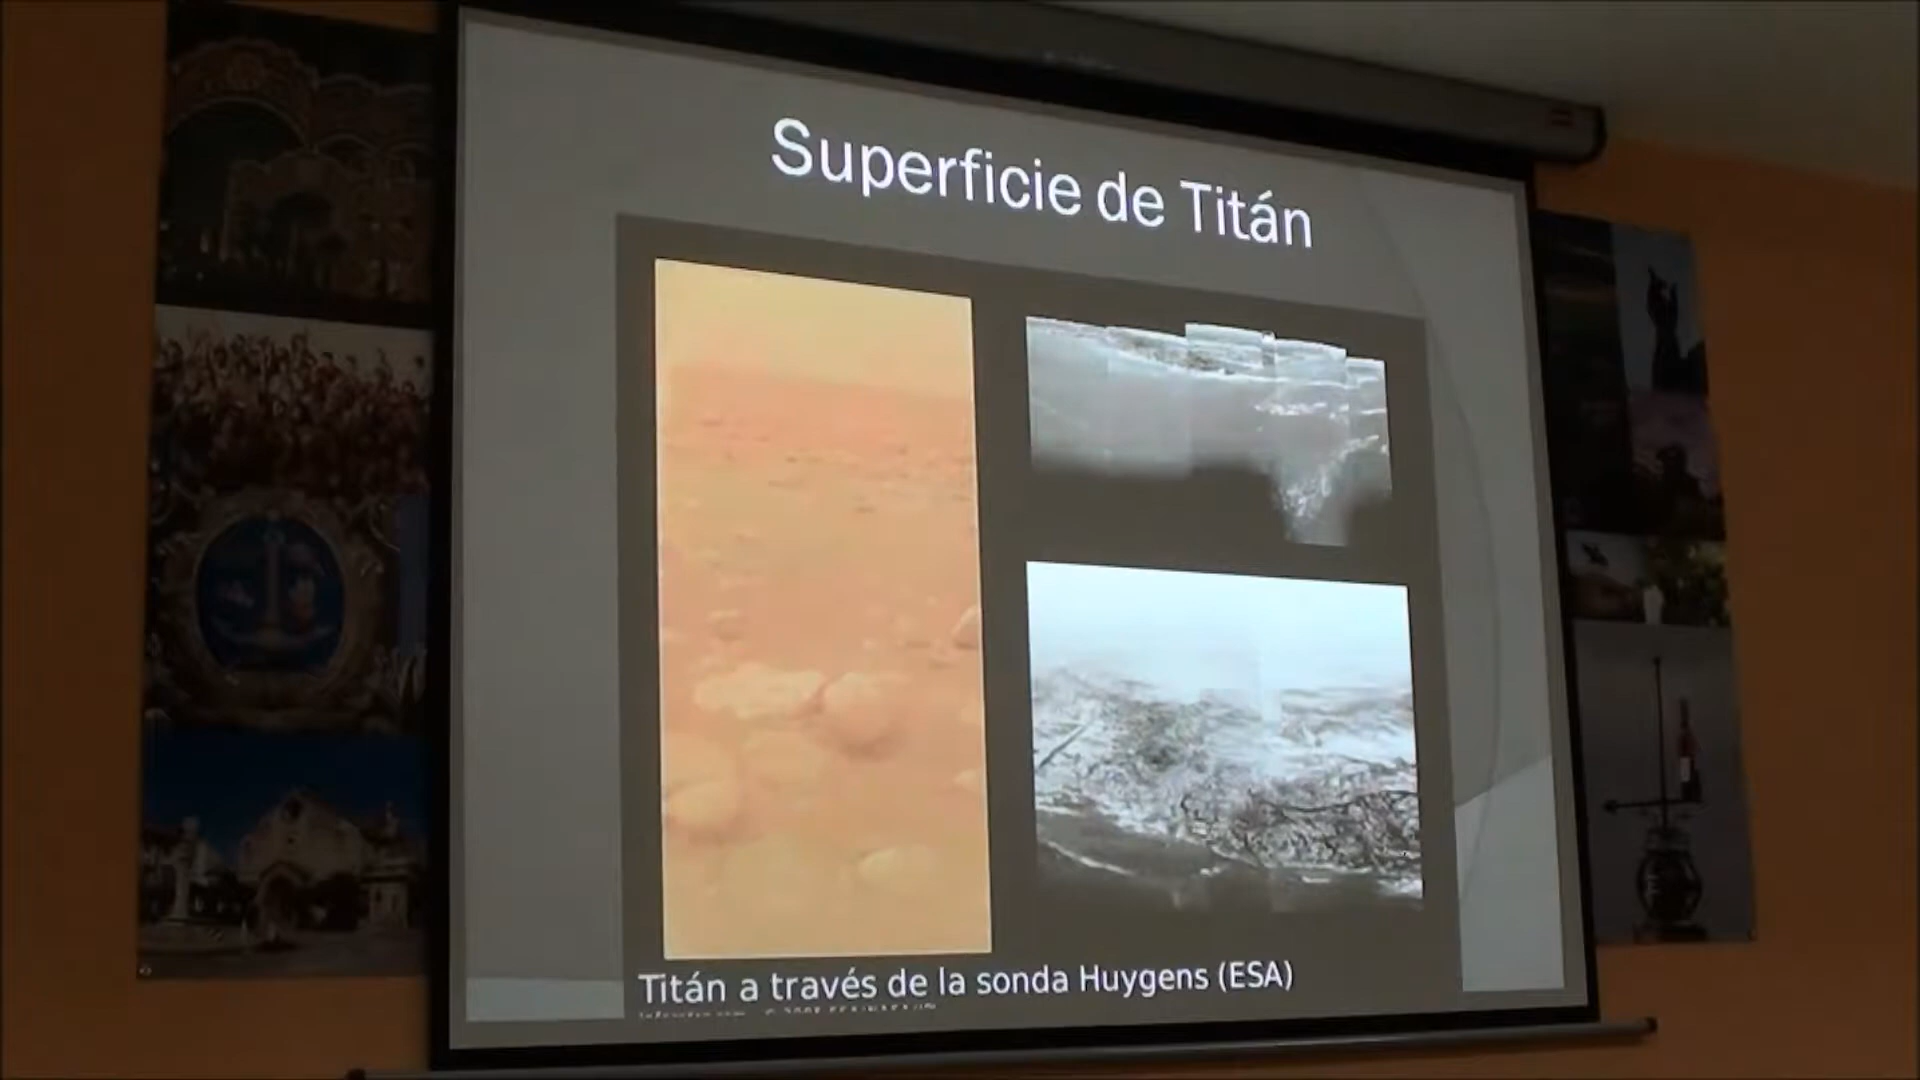 Superficie de Titán
Titán a través de la sonda Huygens (ESA)